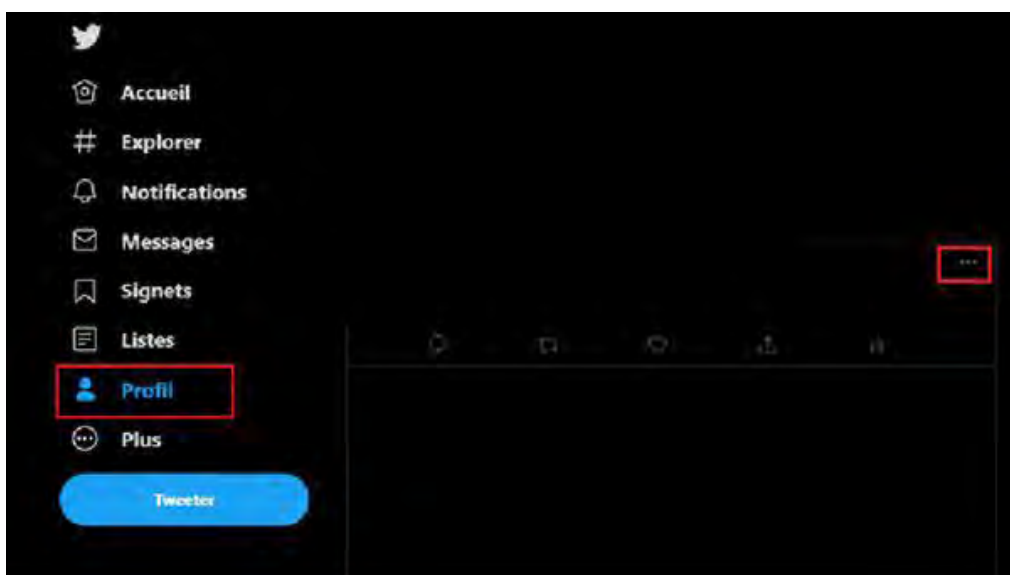 Accueil
Explorer
Notifications
Messages
Signets
Listes
Profil
Plus
Tweeter